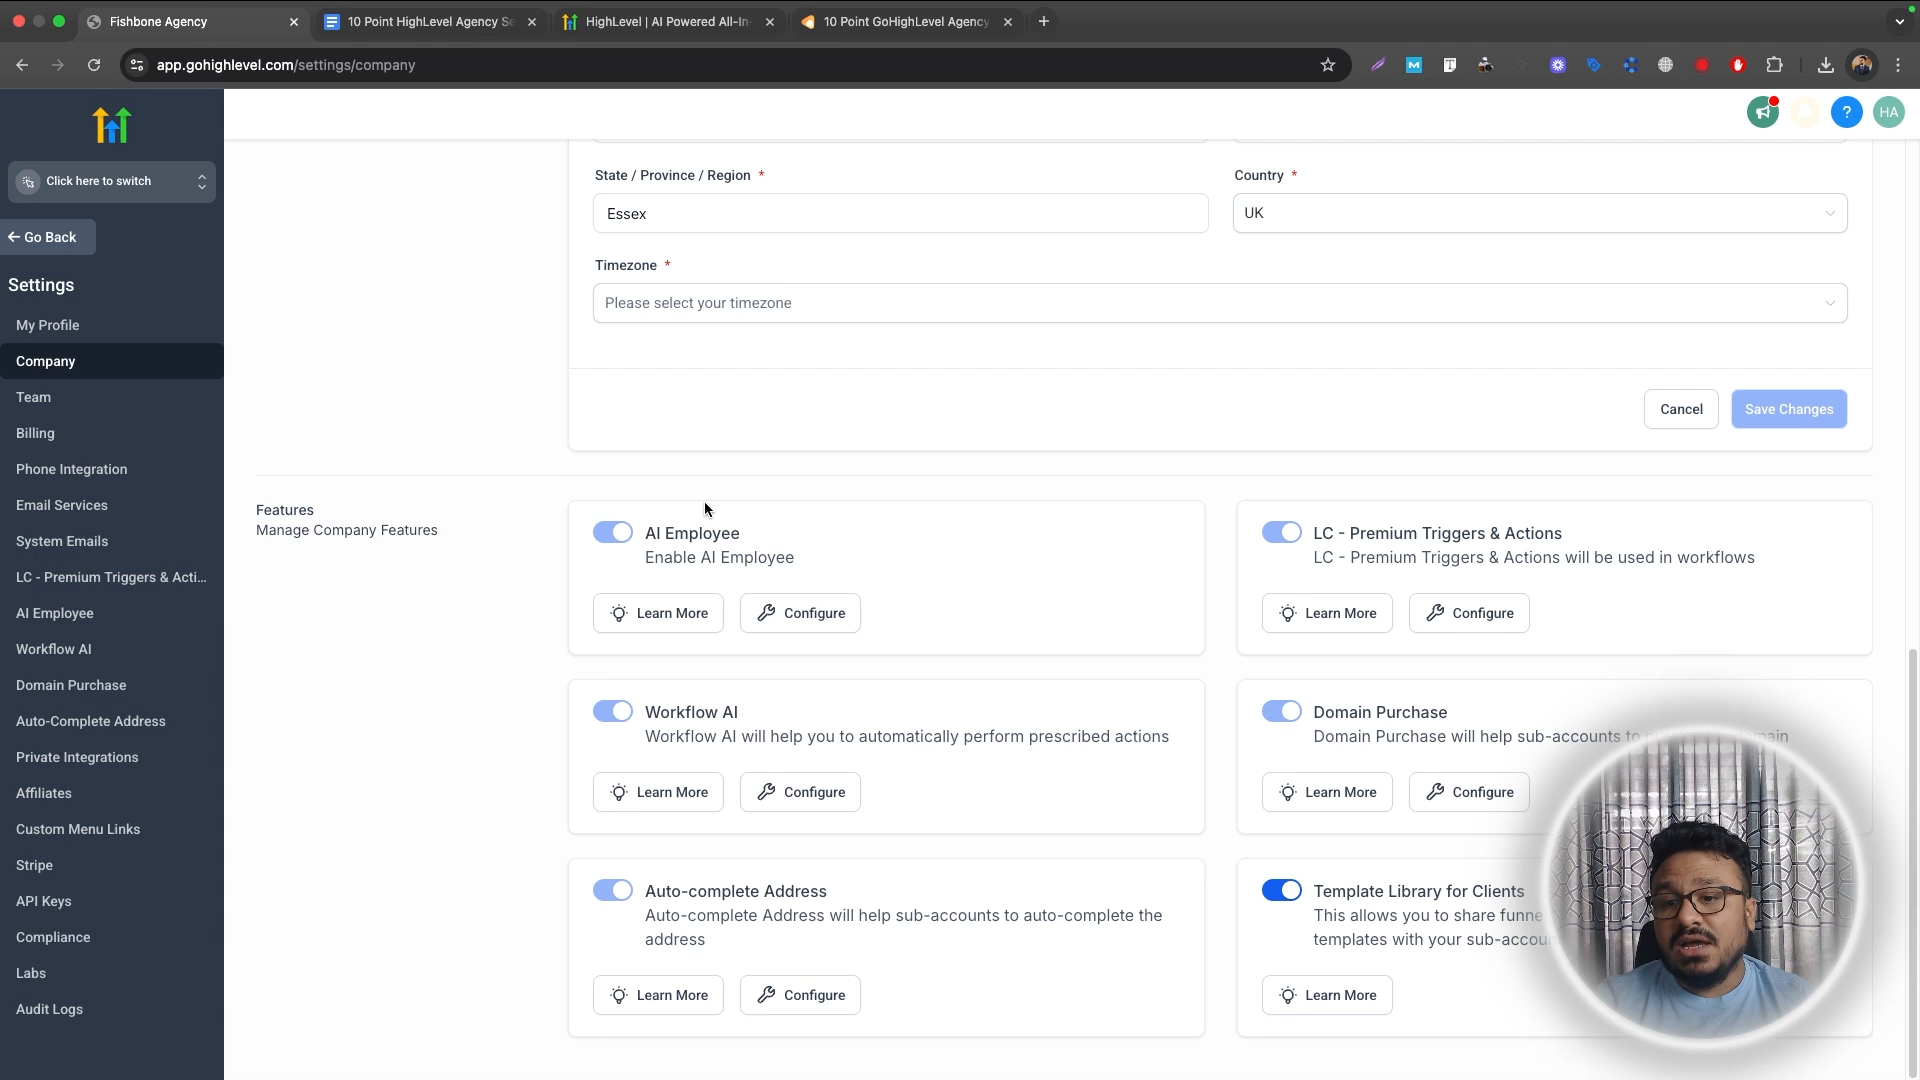 Fishbone Agency
10 Point HighLevel Agency Se
HighLevel | AI Powered All-In-
10 Point GoHighLevel Agency
app.gohighlevel.com/settings/company
HA
Click here to switch
Go Back
Settings
My Profile
Company
Team
Billing
Phone Integration
Email Services
System Emails
LC - Premium Triggers & Acti...
AI Employee
Workflow AI
Domain Purchase
Auto-Complete Address
Private Integrations
Affiliates
Custom Menu Links
Stripe
API Keys
Compliance
Labs
Audit Logs
State / Province / Region *
Country *
Essex
UK
Timezone *
Please select your timezone
Cancel
Save Changes
Features
Manage Company Features
AI Employee
Enable AI Employee
Learn More
Configure
LC - Premium Triggers & Actions
LC - Premium Triggers & Actions will be used in workflows
Learn More
Configure
Workflow AI
Workflow AI will help you to automatically perform prescribed actions
Learn More
Configure
Domain Purchase
Domain Purchase will help sub-accounts to
Learn More
Configure
Auto-complete Address
Auto-complete Address will help sub-accounts to auto-complete the
address
Learn More
Configure
Template Library for Clients
This allows you to share funne
templates with your sub-accou
Learn More